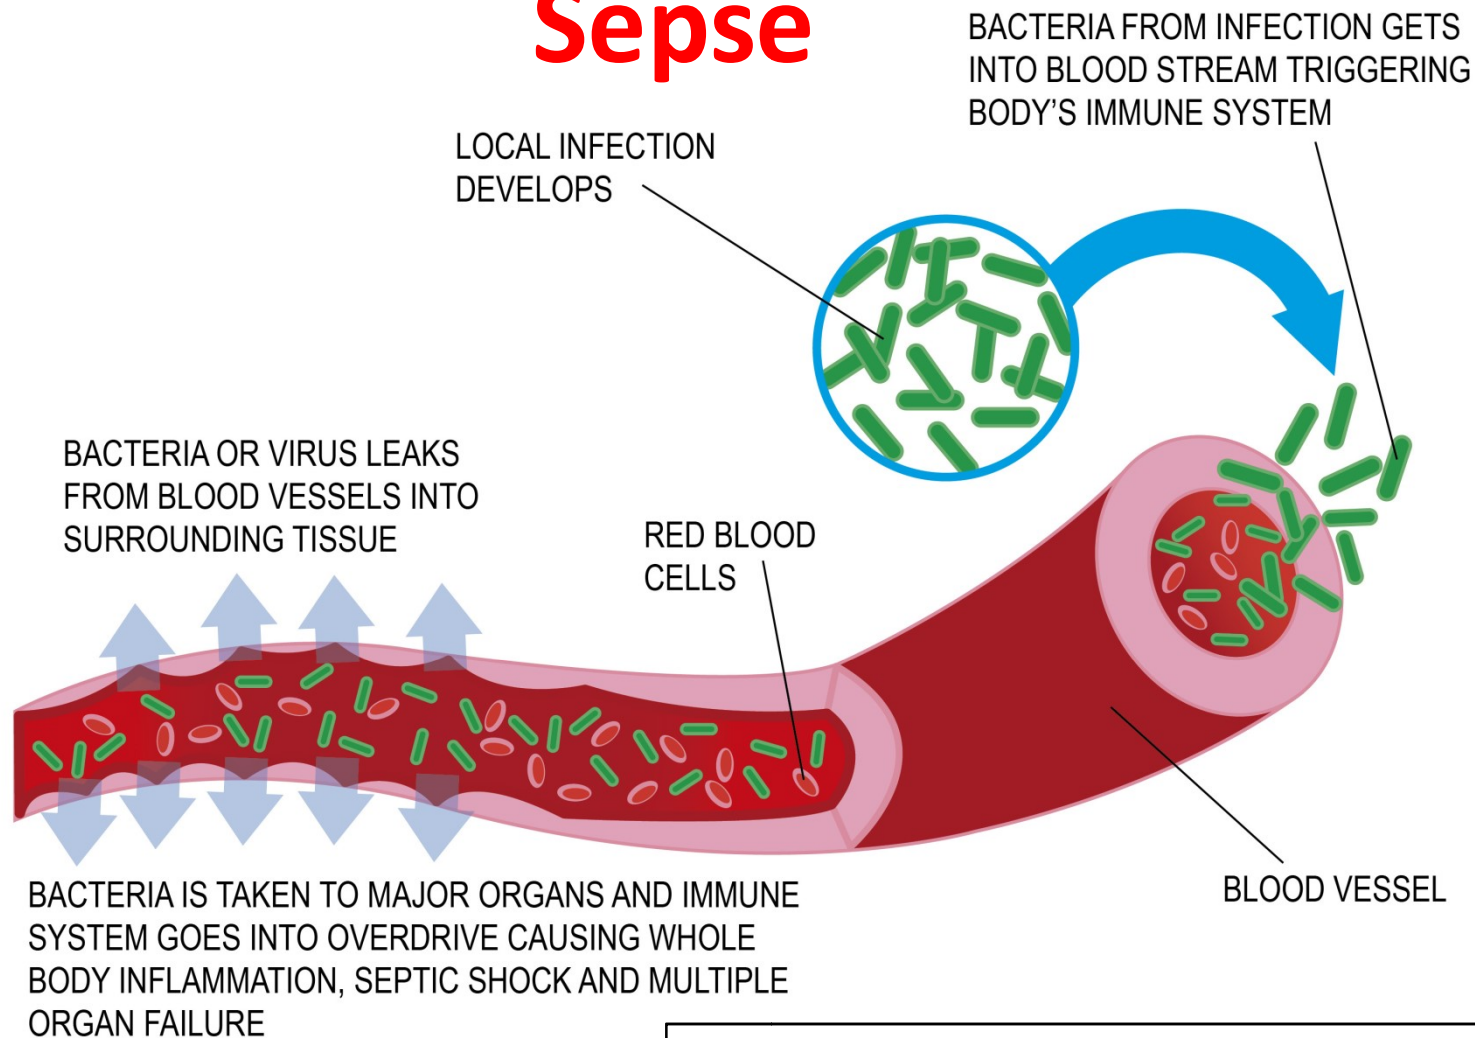 Sepse
BACTERIA FROM INFECTION GETS
INTO BLOOD STREAM TRIGGERING
BODY'S IMMUNE SYSTEM
LOCAL INFECTION
DEVELOPS
BACTERIA OR VIRUS LEAKS
FROM BLOOD VESSELS INTO
SURROUNDING TISSUE
RED BLOOD
CELLS
BLOOD VESSEL
BACTERIA IS TAKEN TO MAJOR ORGANS AND IMMUNE
SYSTEM GOES INTO OVERDRIVE CAUSING WHOLE
BODY INFLAMMATION, SEPTIC SHOCK AND MULTIPLE
ORGAN FAILURE